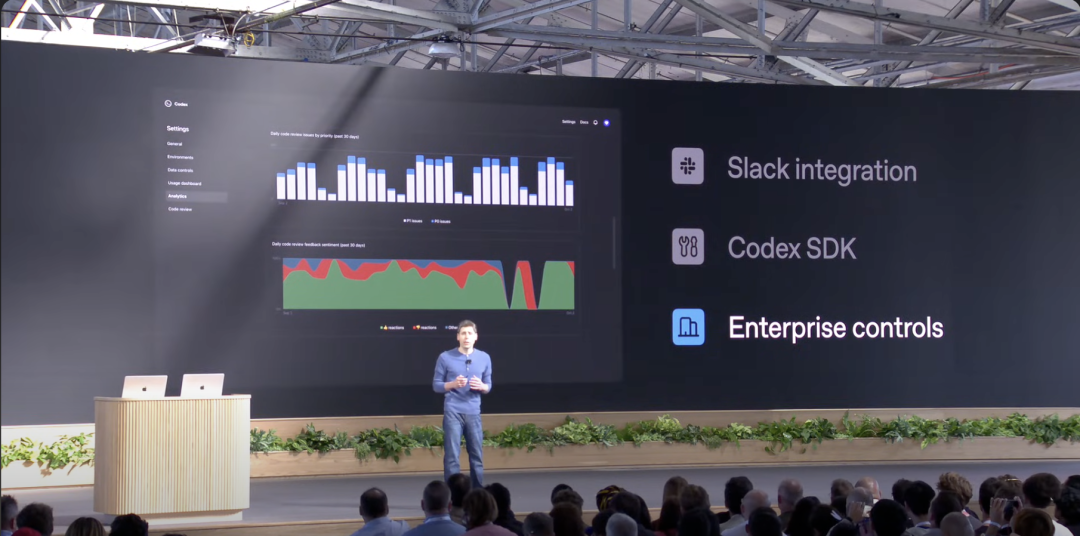 Codex
Settings
General
Environments
Data controls
Usage dashboard
Analytics
Code review
Settings Docs
Daily code review issues by priority (past 30 days)
P1 issues P0 issues
Daily code review feedback sentiment (past 30 days)
reactions reactions Other
Slack integration
Codex SDK
Enterprise controls